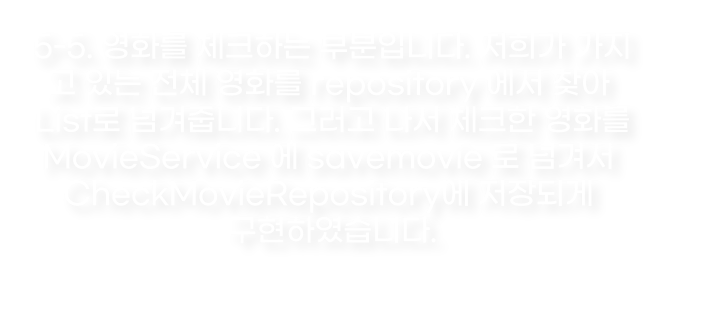 5-5. 영화를 체크하는 부분입니다. 저희가 가지
고 있는 전체 영화를 repository 에서 찾아
List로 넘겨줍니다. 그러고 나서 체크한 영화를
MovieService 에 savemovie 로 넘겨서
CheckMovieRepository에 저장되게
구현하였습니다.